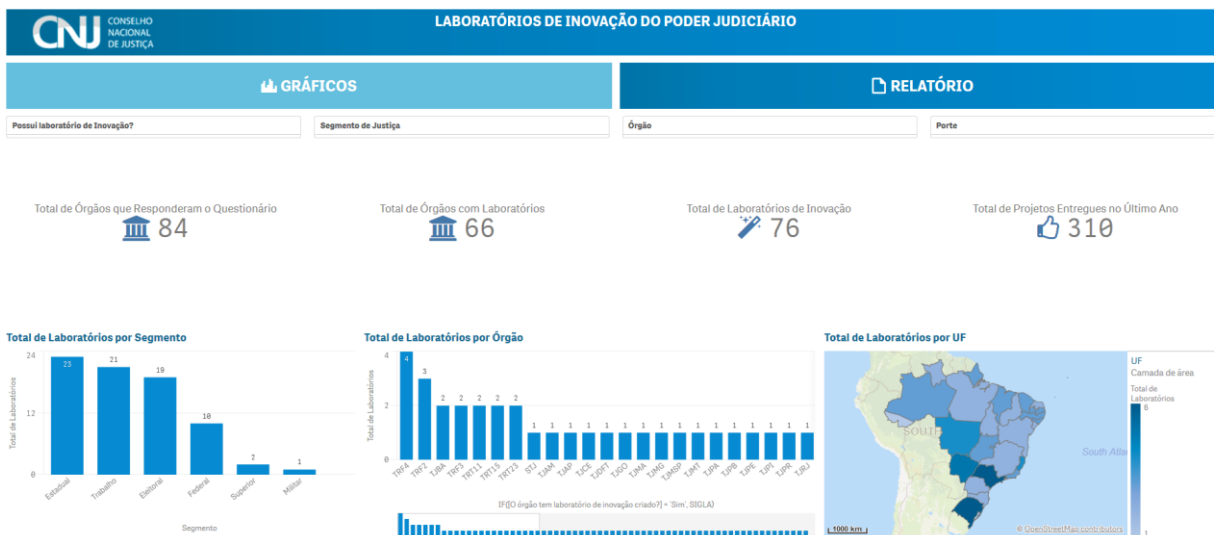 CNJ CONSELHO
NACIONAL
DE JUSTIÇA
LABORATÓRIOS DE INOVAÇÃO DO PODER JUDICIÁRIO
GRÁFICOS
RELATÓRIO
Possui laboratório de Inovação?
Segmento de Justiça
Órgão
Porte
Total de Órgãos que Responderam o Questionário
84
Total de Órgãos com Laboratórios
66
Total de Laboratórios de Inovação
76
Total de Projetos Entregues no Último Ano
310
Total de Laboratórios por Segmento
Total de Laboratórios
24
12
0
23
21
19
10
2
1
Estadual
Trabalho
Eleitoral
Federal
Superior
Militar
Segmento
Total de Laboratórios por Órgão
Total de Laboratórios
4
2
0
4
3
2 2 2 2 2
1 1 1 1 1 1 1 1 1 1 1 1 1 1
TRF4 TRF2 TJBA TRF3 TRT11 TRT15 TRT23 STJ TJAM TJAP TJCE TJDFT TJGO TJMA TJMG TJMSP TJMT TJPA TJPB TJPE TJPI TJPR TJRJ
IF([O órgão tem laboratório de inovação criado?] = 'Sim', SIGLA)
Total de Laboratórios por UF
SOUTH
South Atla
1000 km
© OpenStreetMap contributors
UF
Camada de área
Total de
Laboratórios
6
1